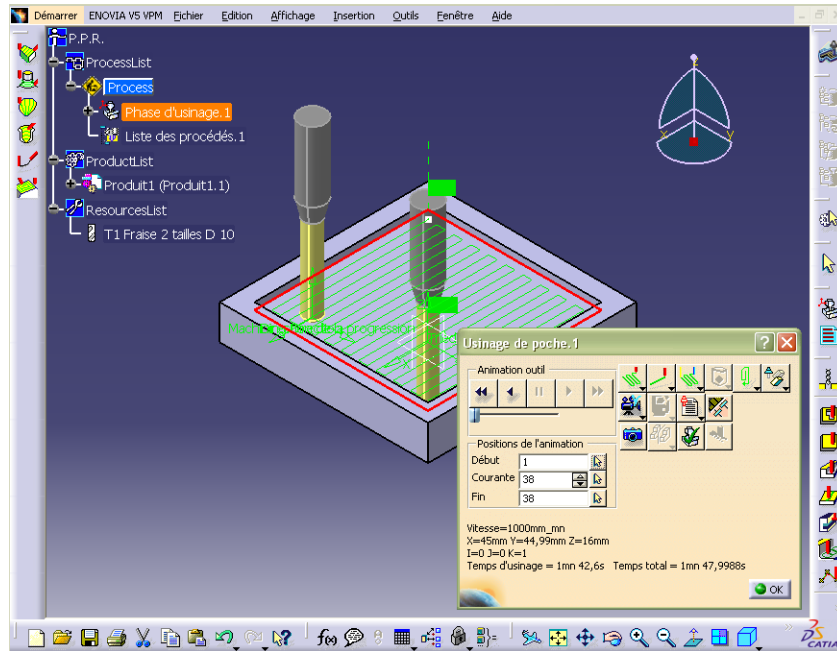 Démarrer ENOVIA V5 VPM Fichier Edition Affichage Insertion Outils Fenêtre Aide
P.P.R.
ProcessList
Process
Phase d'usinage.1
Liste des procédés.1
ProductList
Produit1 (Produit1.1)
ResourcesList
T1 Fraise 2 tailles D 10
progression
Usinage de poche.1
Animation outil
Positions de l'animation
Début 1
Courante 38
Fin 38
Vitesse=1000mm_mn
X=45mm Y=44,99mm Z=16mm
I=0 J=0 K=1
Temps d'usinage = 1mn 42,6s Temps total = 1mn 47,9988s
OK
f(x)
CATIA